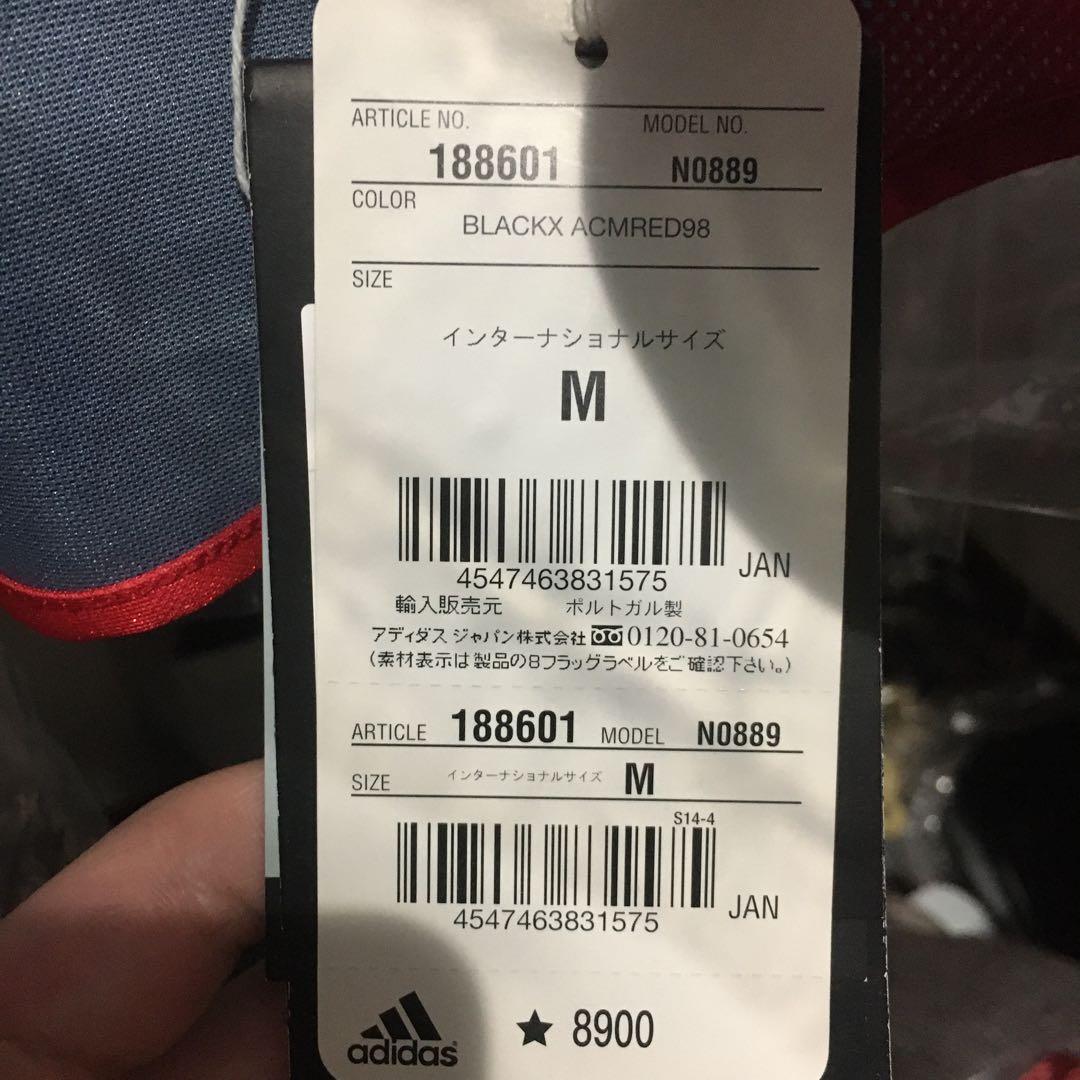 ARTICLE NO. MODEL NO.
188601 N0889
COLOR
BLACKX ACMRED98
SIZE
インターナショナルサイズ
M
JAN
4547463831575
輸入販売元 ポルトガル製
アディダス ジャパン株式会社 0120-81-0654
(素材表示は製品の8フラッグラベルをご確認下さい。)
ARTICLE 188601 MODEL N0889
SIZE インターナショナルサイズ M
S14-4
JAN
4547463831575
adidas ★ 8900